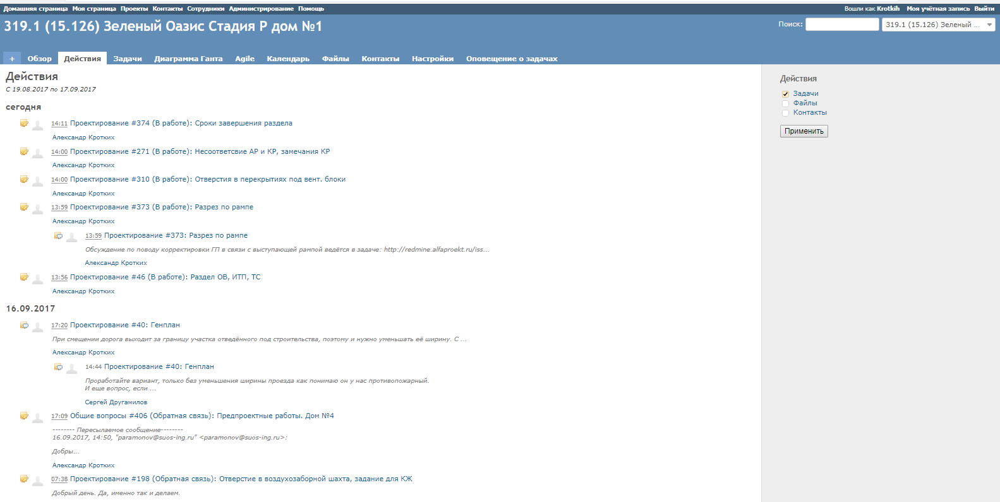 Домашняя страница Моя страница Проекты Контакты Сотрудники Администрирование Помощь
Вошли как Krotkih Моя учётная запись Выйти
319.1 (15.126) Зеленый Оазис Стадия Р дом №1
Поиск:
319.1 (15.126) Зеленый ...
+ Обзор Действия Задачи Диаграмма Ганта Agile Календарь Файлы Контакты Настройки Оповещение о задачах
Действия
С 19.08.2017 по 17.09.2017
сегодня
14:11 Проектирование #374 (В работе): Сроки завершения раздела
Александр Кротких
14:00 Проектирование #271 (В работе): Несоответсвие АР и КР, замечания КР
Александр Кротких
14:00 Проектирование #310 (В работе): Отверстия в перекрытиях под вент. блоки
Александр Кротких
13:59 Проектирование #373 (В работе): Разрез по рампе
Александр Кротких
13:59 Проектирование #373: Разрез по рампе
Обсуждение по поводу корректировки ГП в связи с выступающей рампой ведётся в задаче: http://redmine.alfaproekt.ru/iss...
Александр Кротких
13:56 Проектирование #46 (В работе): Раздел ОВ, ИТП, ТС
Александр Кротких
16.09.2017
17:20 Проектирование #40: Генплан
При смещении дорога выходит за границу участка отведённого под строительства, поэтому и нужно уменьшать её ширину. С ...
Александр Кротких
14:44 Проектирование #40: Генплан
Проработайте вариант, только без уменьшения ширины проезда как понимаю он у нас противопожарный.
И еще вопрос, если ...
Сергей Другамилов
17:09 Общие вопросы #406 (Обратная связь): Предпроектные работы. Дом №4
-------- Пересылаемое сообщение--------
16.09.2017, 14:50, "paramonov@suos-ing.ru" <paramonov@suos-ing.ru>:
Добры...
Александр Кротких
07:38 Проектирование #198 (Обратная связь): Отверстие в воздухозаборной шахта, задание для КЖ
Добрый день. Да, именно так и делаем.
Действия
Задачи
Файлы
Контакты
Применить